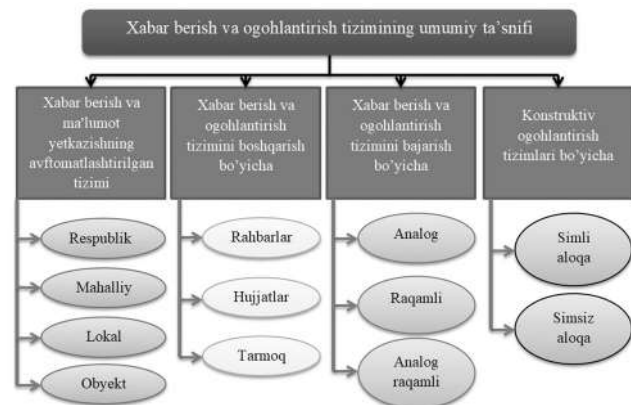 Xabar berish va ogohlantirish tizimining umumiy ta'snifi
Xabar berish va
ma'lumot
yetkazishning
avftomatlashtirilgan
tizimi
Xabar berish va
ogohlantirish
tizimini boshqarish
bo'yicha
Xabar berish va
ogohlantirish
tizimini bajarish
bo'yicha
Konstruktiv
ogohlantirish
tizimlari bo'yicha
Respublik
Mahalliy
Lokal
Obyekt
Rahbarlar
Hujjatlar
Tarmoq
Analog
Raqamli
Analog
raqamli
Simli
aloqa
Simsiz
aloqa